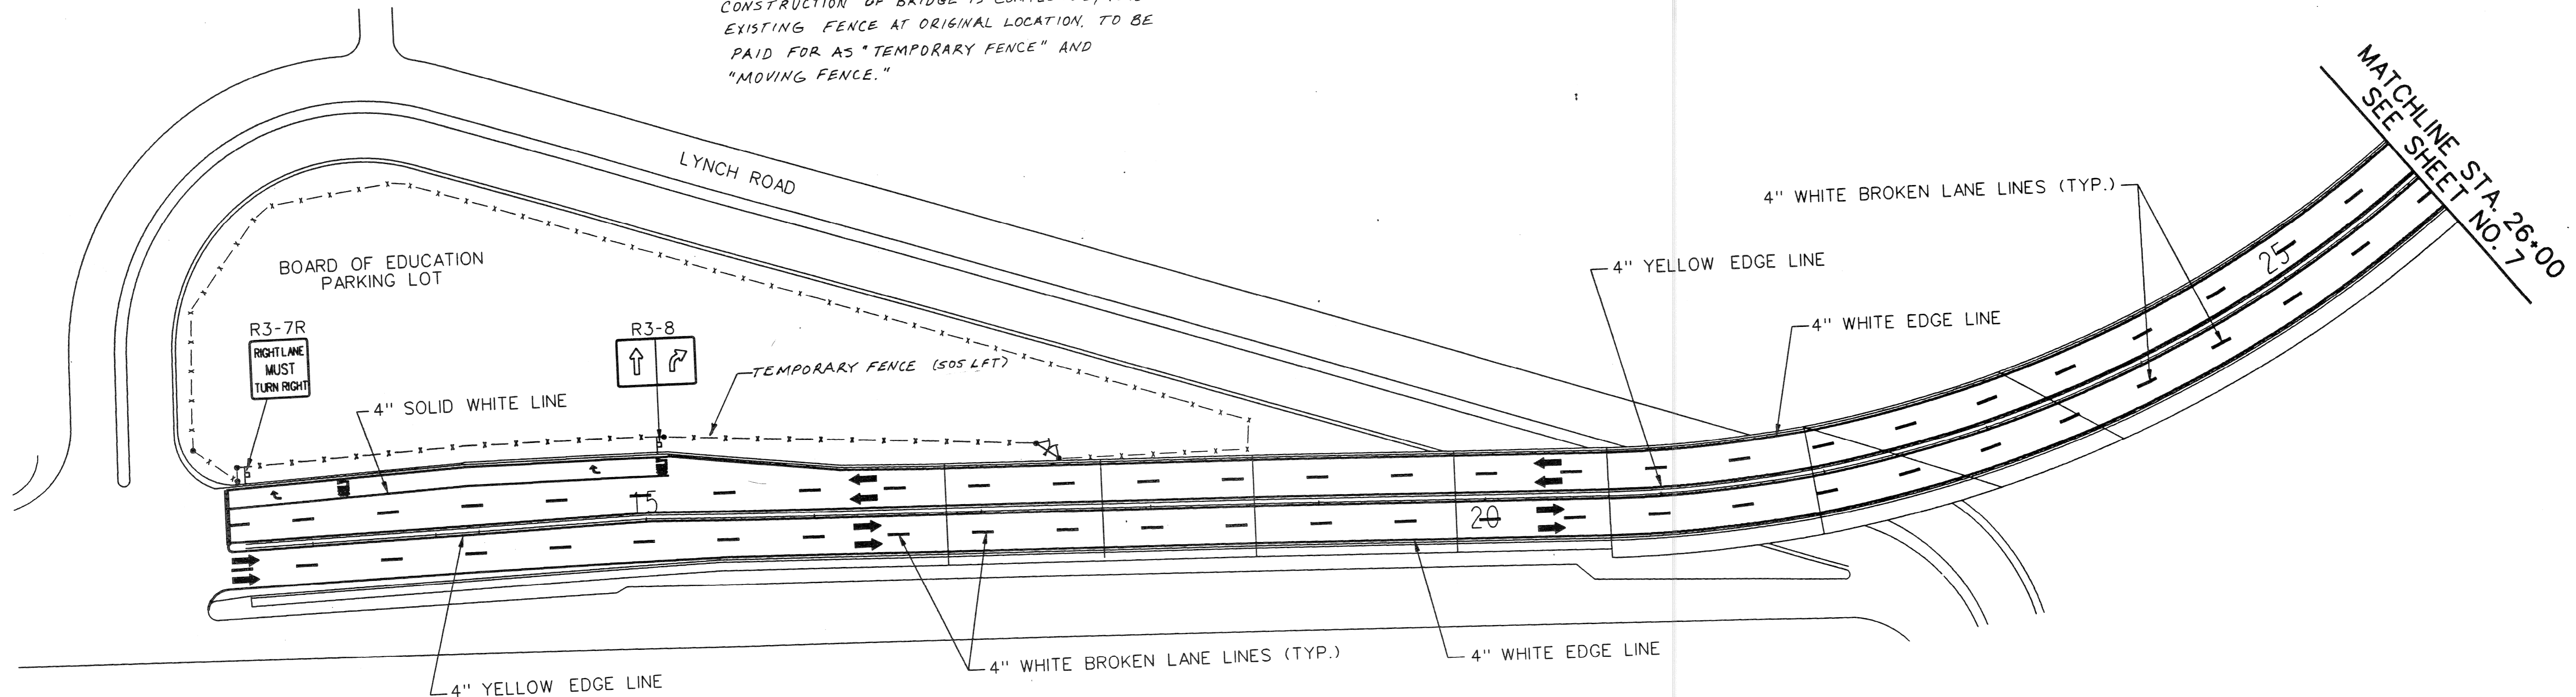 EXISTING FENCE AT ORIGINAL LOCATION. TO BE
PAID FOR AS "TEMPORARY FENCE" AND
"MOVING FENCE."
LYNCH ROAD
MATCHLINE STA. 26+00
SEE SHEET NO. 7
4" WHITE BROKEN LANE LINES (TYP.)
BOARD OF EDUCATION
PARKING LOT
4" YELLOW EDGE LINE
25
4" WHITE EDGE LINE
R3-7R
RIGHT LANE
MUST
TURN RIGHT
R3-8
TEMPORARY FENCE (505 LFT)
4" SOLID WHITE LINE
15
20
4" WHITE BROKEN LANE LINES (TYP.)
4" WHITE EDGE LINE
4" YELLOW EDGE LINE